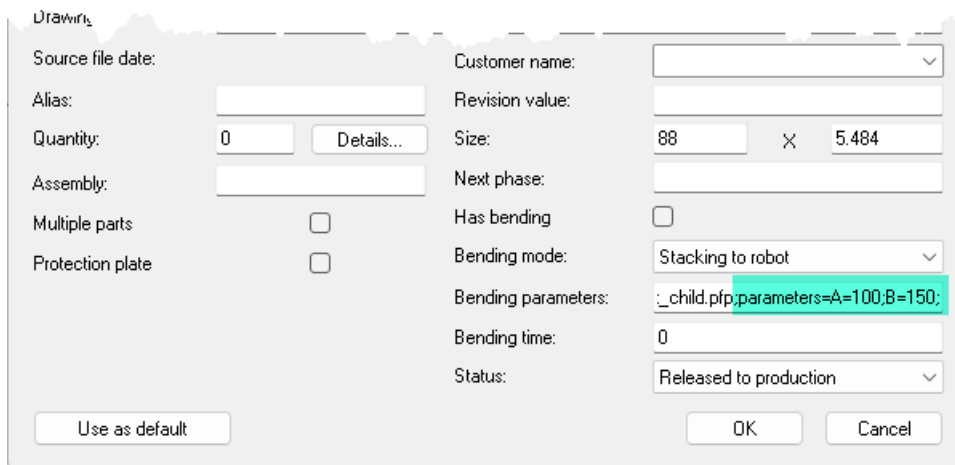 Source file date:
Customer name:
Alias:
Revision value:
Quantity: 0 Details...
Size: 88 X 5.484
Assembly:
Next phase:
Multiple parts
Has bending
Protection plate
Bending mode: Stacking to robot
Bending parameters: :_child.pfp;parameters=A=100;B=150;
Bending time: 0
Status: Released to production
Use as default OK Cancel